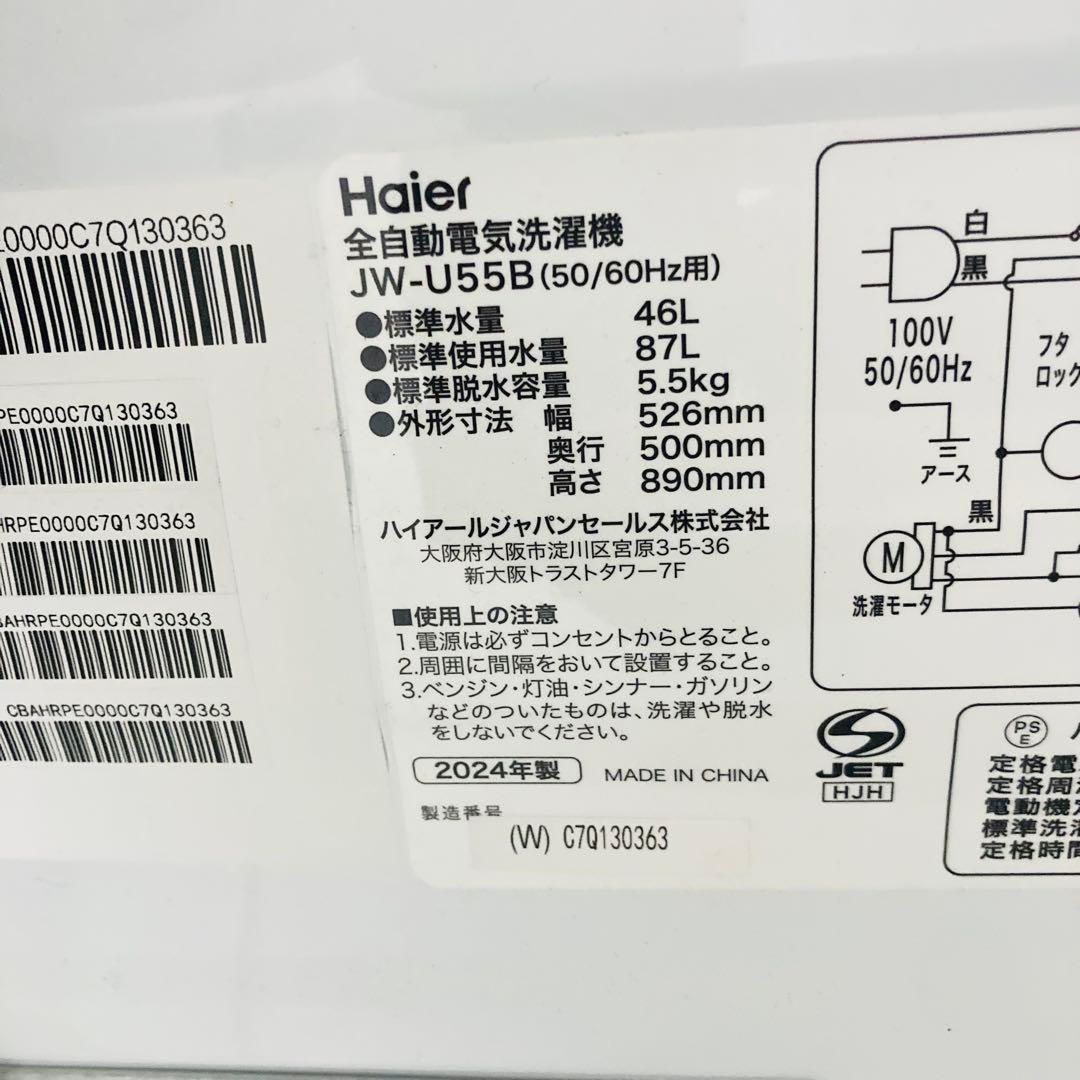 0000C7Q130363
PE0000C7Q130363
HRPE0000C7Q130363
BAHRPE0000C7Q130363
CBAHRPE0000C7Q130363
Haier
全自動電気洗濯機
JW-U55B(50/60Hz用)
●標準水量 46L
●標準使用水量 87L
●標準脱水容量 5.5kg
●外形寸法 幅 526mm
奥行 500mm
高さ 890mm
ハイアールジャパンセールス株式会社
大阪府大阪市淀川区宮原3-5-36
新大阪トラストタワー7F
■使用上の注意
1.電源は必ずコンセントからとること。
2.周囲に間隔をおいて設置すること。
3.ベンジン・灯油・シンナー・ガソリン
などのついたものは、洗濯や脱水
をしないでください。
2024年製 MADE IN CHINA
製造番号
(W) C7Q130363
白
黒
100V
50/60Hz
フタ
ロック
アース
黒
M
洗濯モータ
JET
HJH
PSE
定格電
定格周
電動機定
標準洗濯
定格時間